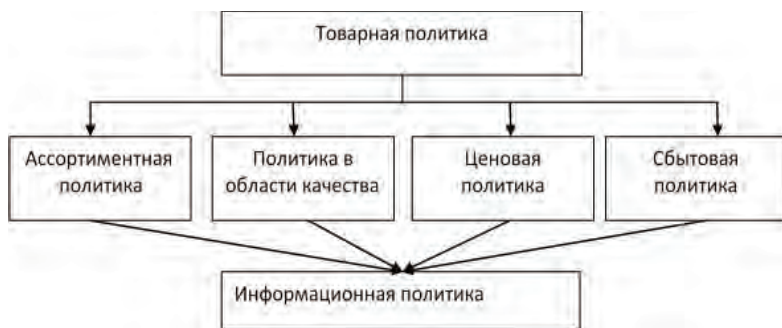 Товарная политика
Ассортиментная
политика
Политика в
области качества
Ценовая
политика
Сбытовая
политика
Информационная политика